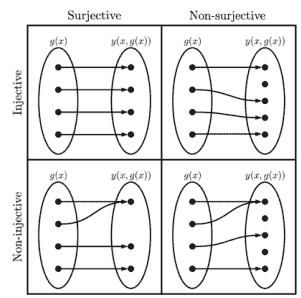 Surjective
Non-surjective
Injective
g(x)
y(x, g(x))
g(x)
y(x, g(x))
Non-injective
g(x)
y(x, g(x))
g(x)
y(x, g(x))